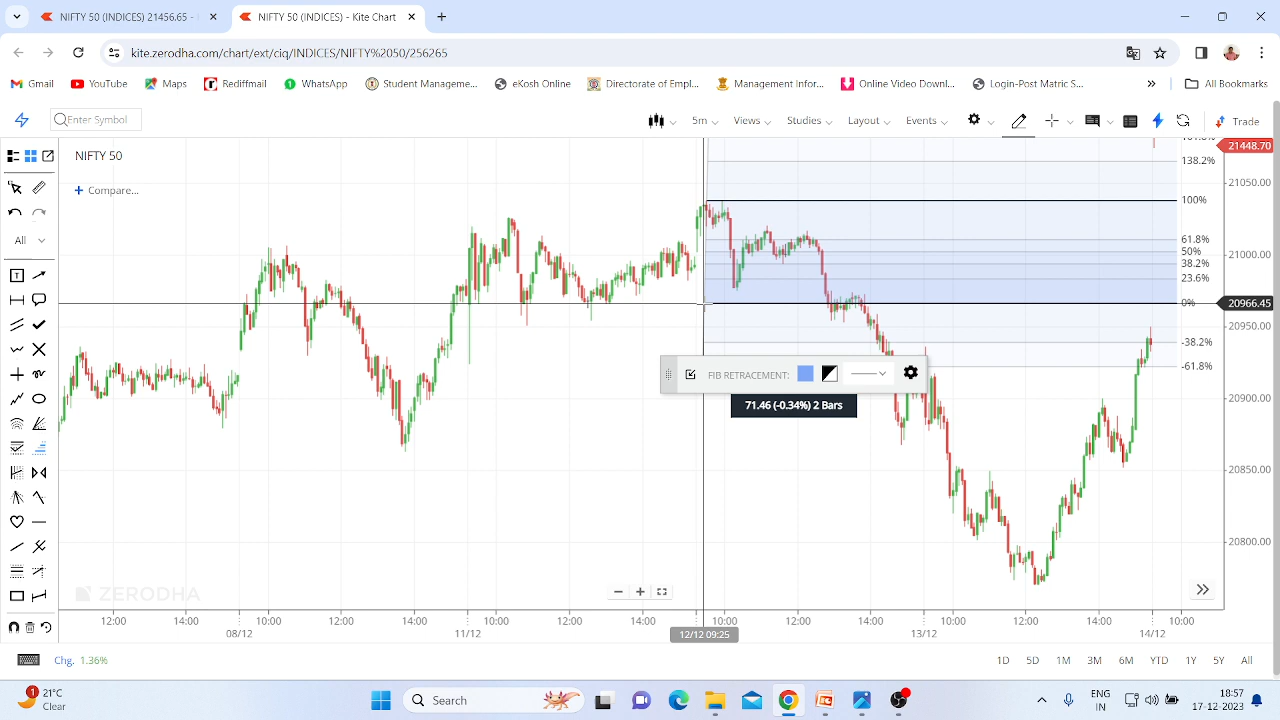 NIFTY 50 (INDICES) 21456.65 -
NIFTY 50 (INDICES) - Kite Chart
kite.zerodha.com/chart/ext/ciq/INDICES/NIFTY%2050/256265
Gmail YouTube Maps Rediffmail WhatsApp Student Manageme... eKosh Online Directorate of Empl... Management Infor... Online Video Downl... Login-Post Matric S... » All Bookmarks
Enter Symbol 5m Views Studies Layout Events Trade
NIFTY 50
21448.70
138.2%
21050.00
+ Compare...
100%
All
61.8%
50%
21000.00
38.2%
23.6%
0%
20966.45
20950.00
-38.2%
-61.8%
FIB RETRACEMENT:
71.46 (-0.34%) 2 Bars
20900.00
20850.00
20800.00
ZERODHA
12:00 14:00 10:00 12:00 14:00 10:00 12:00 14:00 10:00 12:00 14:00 10:00 12:00 14:00 10:00
08/12 11/12 12/12 09:25 13/12
Chg. 1.36%
1D 5D 1M 3M 6M YTD 1Y 5Y All
1
21°C
Clear
Search
ENG
IN
18:57
17-12-2023